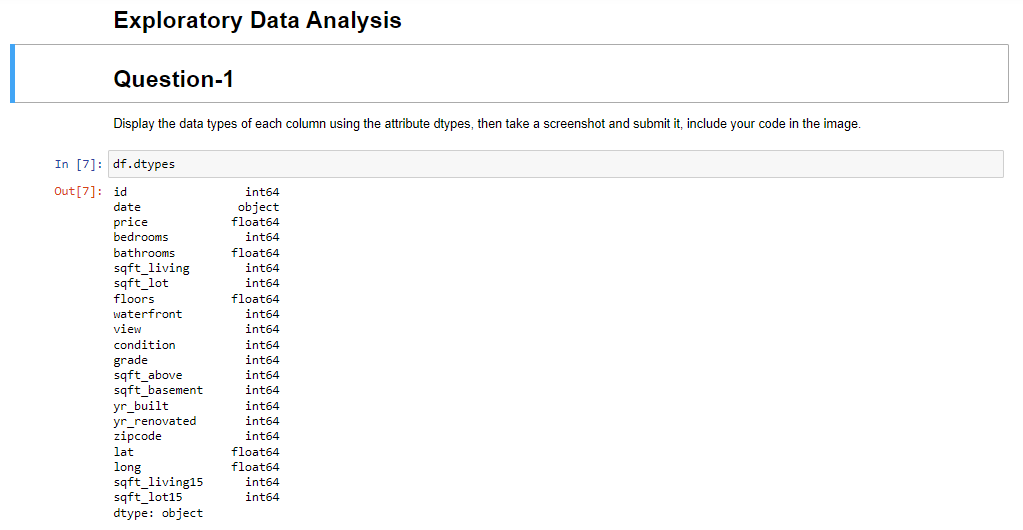 Exploratory Data Analysis
Question-1
Display the data types of each column using the attribute dtypes, then take a screenshot and submit it, include your code in the image.
In [7]: df.dtypes
Out[7]: id int64
date object
price float64
bedrooms int64
bathrooms float64
sqft_living int64
sqft_lot int64
floors float64
waterfront int64
view int64
condition int64
grade int64
sqft_above int64
sqft_basement int64
yr_built int64
yr_renovated int64
zipcode int64
lat float64
long float64
sqft_living15 int64
sqft_lot15 int64
dtype: object